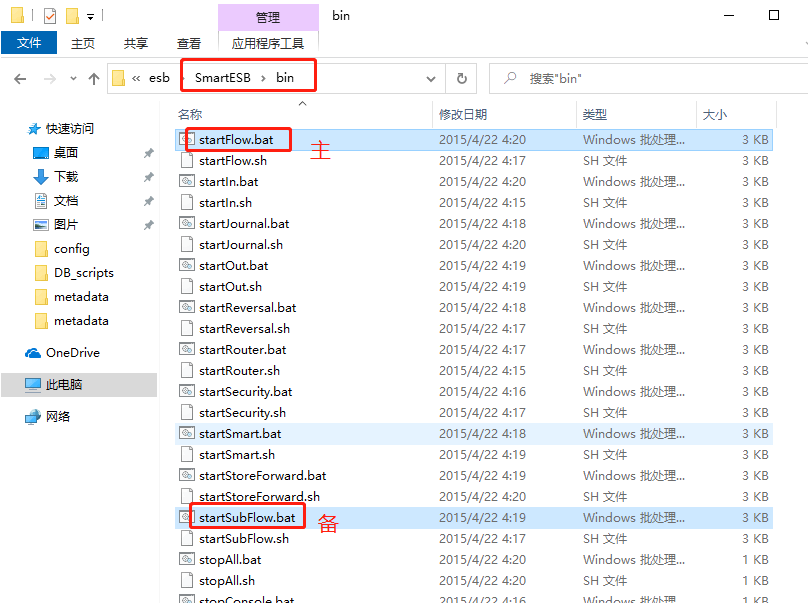 管理
bin
文件
主页
共享
查看
应用程序工具
« esb SmartESB › bin
搜索"bin"
名称 修改日期 类型 大小
快速访问
桌面
下载
文档
图片
config
DB_scripts
metadata
metadata
OneDrive
此电脑
网络
startFlow.bat 2015/4/22 4:20 Windows 批处理... 3 KB
主
startFlow.sh 2015/4/22 4:17 SH 文件 3 KB
startIn.bat 2015/4/22 4:20 Windows 批处理... 3 KB
startIn.sh 2015/4/22 4:15 SH 文件 3 KB
startJournal.bat 2015/4/22 4:18 Windows 批处理... 3 KB
startJournal.sh 2015/4/22 4:20 SH 文件 3 KB
startOut.bat 2015/4/22 4:19 Windows 批处理... 3 KB
startOut.sh 2015/4/22 4:19 SH 文件 3 KB
startReversal.bat 2015/4/22 4:18 Windows 批处理... 3 KB
startReversal.sh 2015/4/22 4:17 SH 文件 3 KB
startRouter.bat 2015/4/22 4:17 Windows 批处理... 3 KB
startRouter.sh 2015/4/22 4:15 SH 文件 3 KB
startSecurity.bat 2015/4/22 4:16 Windows 批处理... 3 KB
startSecurity.sh 2015/4/22 4:17 SH 文件 3 KB
startSmart.bat 2015/4/22 4:18 Windows 批处理... 3 KB
startSmart.sh 2015/4/22 4:17 SH 文件 3 KB
startStoreForward.bat 2015/4/22 4:19 Windows 批处理... 3 KB
startStoreForward.sh 2015/4/22 4:20 SH 文件 3 KB
startSubFlow.bat 2015/4/22 4:19 Windows 批处理... 3 KB
备
startSubFlow.sh 2015/4/22 4:17 SH 文件 3 KB
stopAll.bat 2015/4/22 4:20 Windows 批处理... 1 KB
stopAll.sh 2015/4/22 4:20 SH 文件 1 KB
stopConsole.bat 2015/4/22 4:16 Windows 批处理... 1 KB